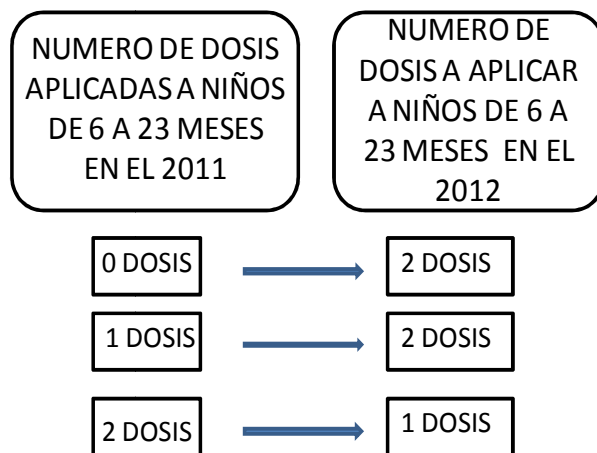 NUMERO DE DOSIS
APLICADAS A NIÑOS
DE 6 A 23 MESES
EN EL 2011
NUMERO DE
DOSIS A APLICAR
A NIÑOS DE 6 A
23 MESES EN EL
2012
0 DOSIS
2 DOSIS
1 DOSIS
2 DOSIS
2 DOSIS
1 DOSIS